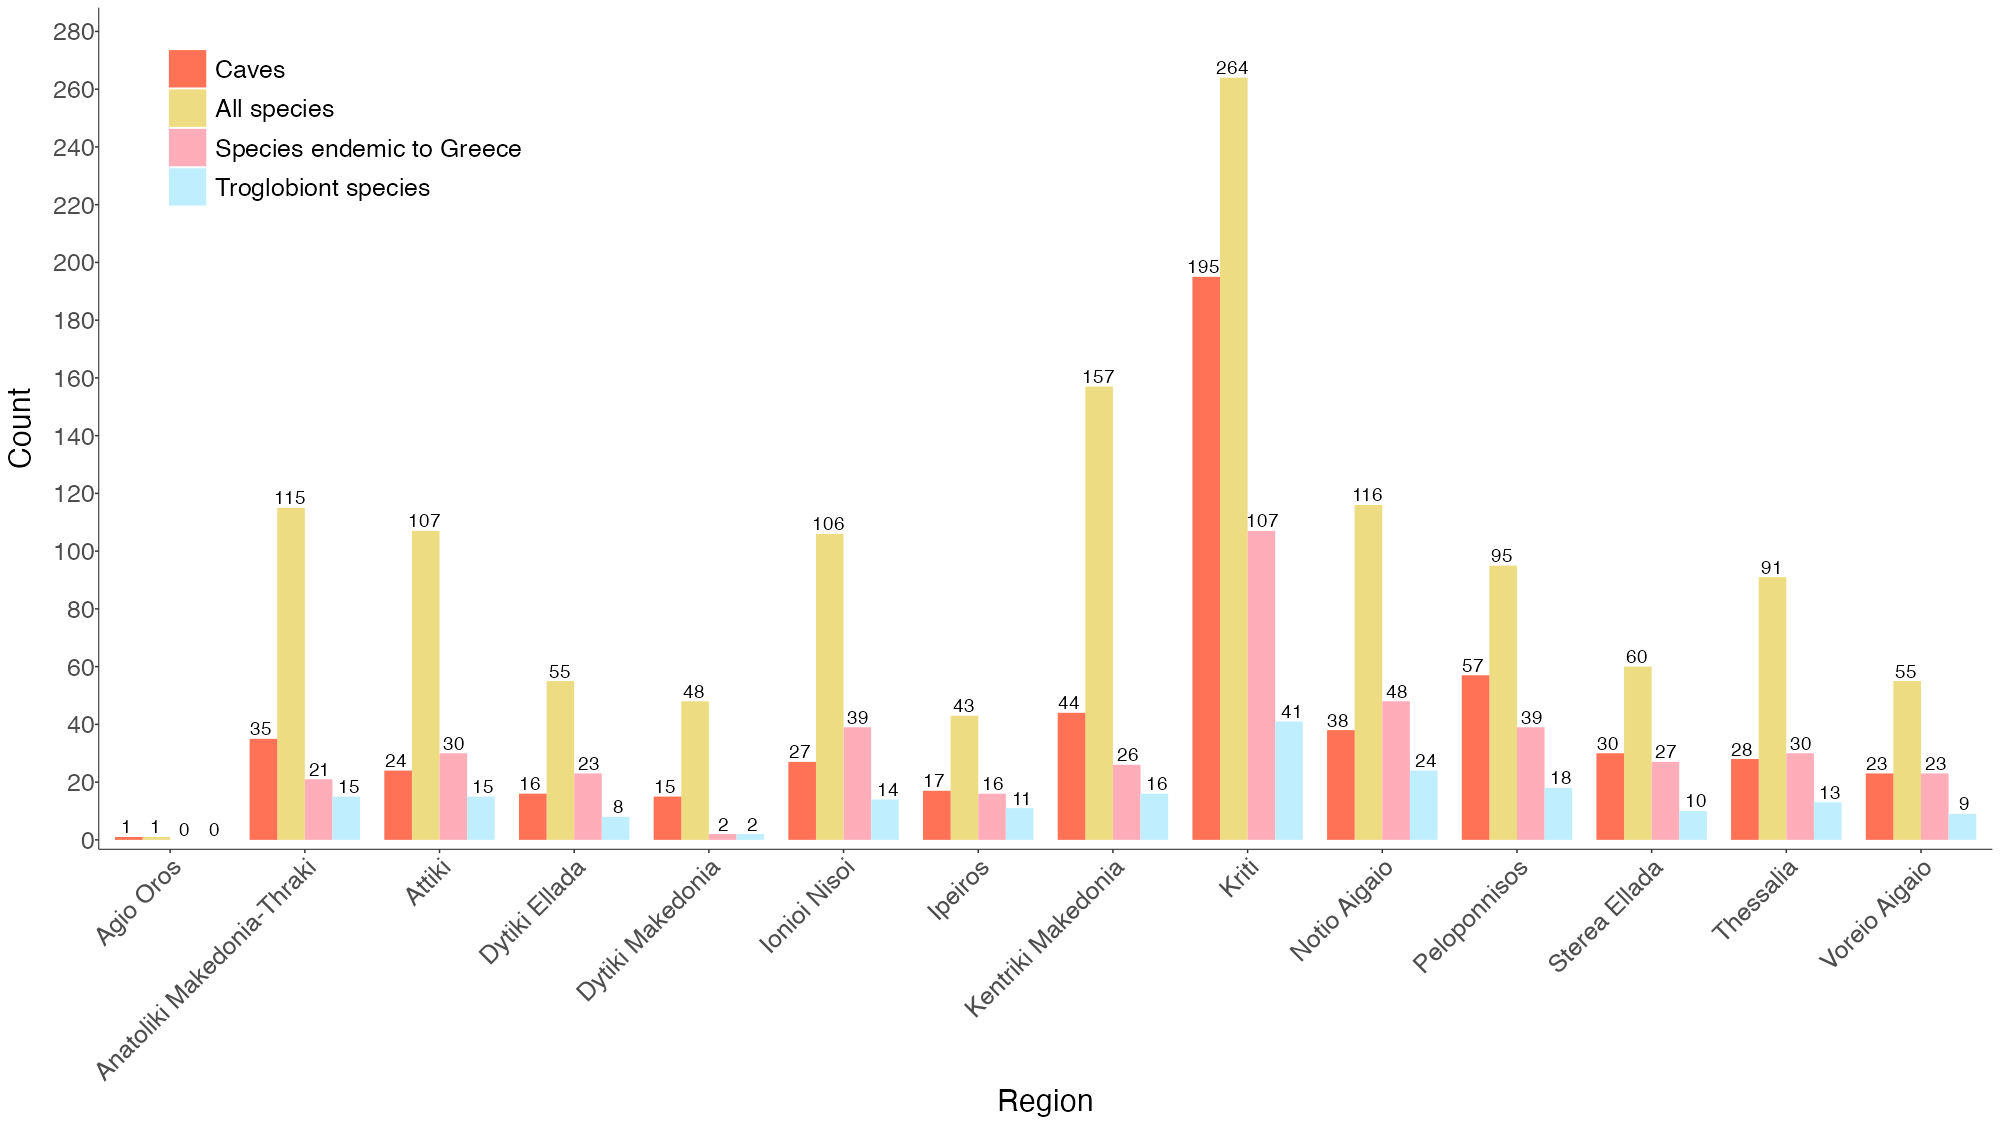 280
260
240
220
200
180
160
140
120
100
80
60
40
20
0
Count
Caves
All species
Species endemic to Greece
Troglobiont species
1 1 0 0
35 115 21 15
24 107 30 15
16 55 23 8
15 48 2 2
27 106 39 14
17 43 16 11
44 157 26 16
195 264 107 41
38 116 48 24
57 95 39 18
30 60 27 10
28 91 30 13
23 55 23 9
Agio Oros
Anatoliki Makedonia-Thraki
Attiki
Dytiki Ellada
Dytiki Makedonia
Ionioi Nisoi
Ipeiros
Kentriki Makedonia
Kriti
Notio Aigaio
Peloponnisos
Sterea Ellada
Thessalia
Voreio Aigaio
Region